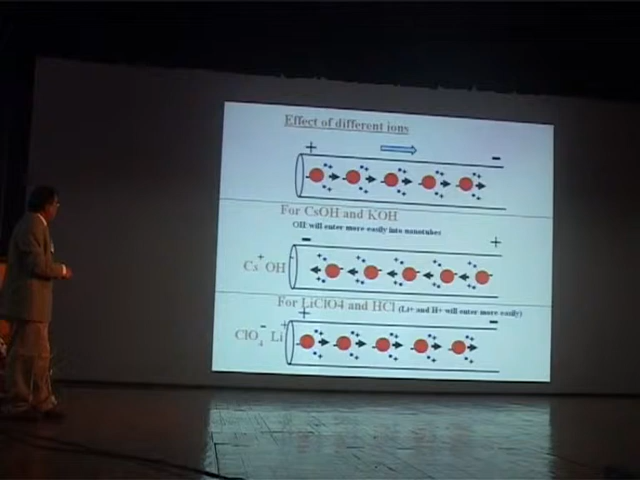 Effect of different ions
+ -
For CsOH and KOH
OH⁻ will enter more easily into nanotubes
- +
Cs⁺ OH⁻
For LiClO4 and HCl (Li+ and H+ will enter more easily)
+ -
ClO₄⁻ Li⁺